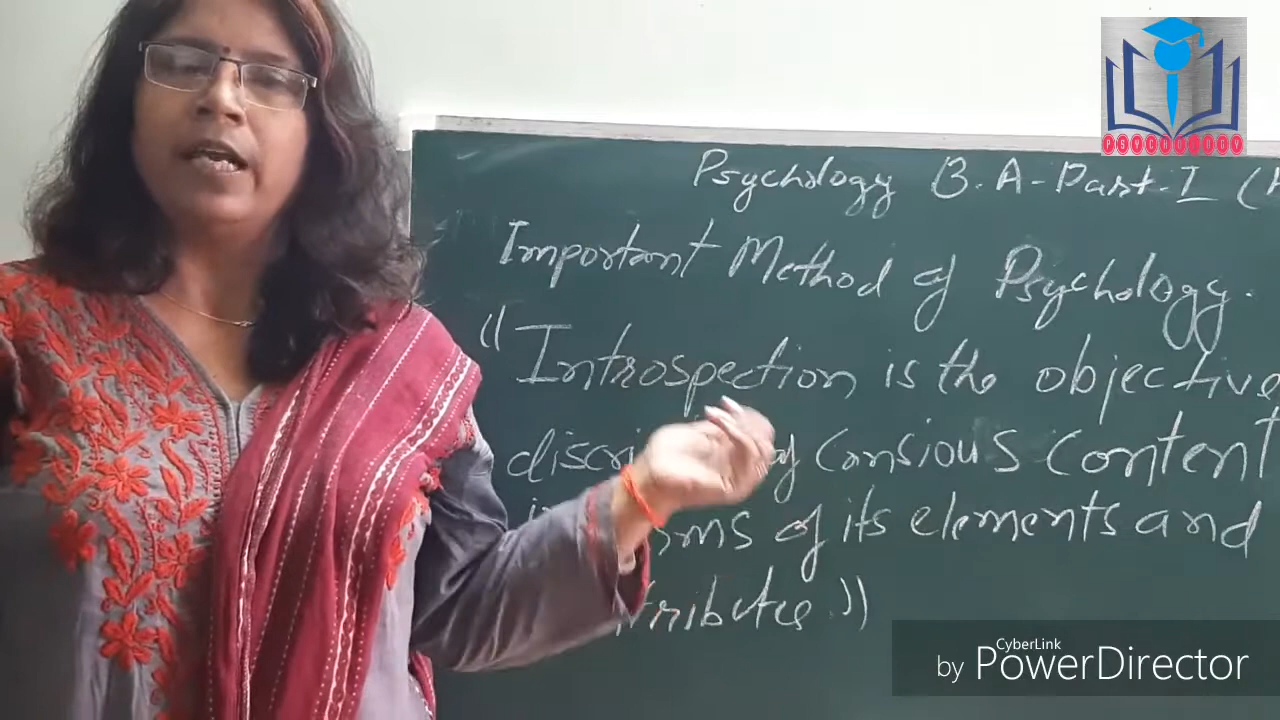 Psychology B.A-Part-I (
Important Method of Psychology.
"Introspection is the objective
of Consious Content
of its elements and
"
CyberLink
by PowerDirector